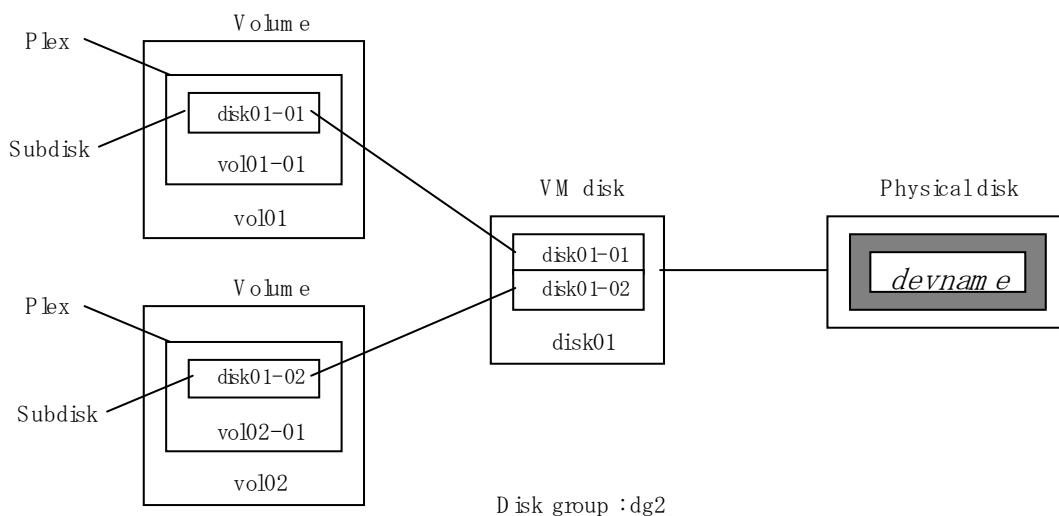 Volume
Plex
disk01-01
Subdisk
vol01-01
vol01
VM disk
Physical disk
disk01-01
disk01-02
disk01
devname
Volume
Plex
disk01-02
Subdisk
vol02-01
vol02
Disk group : dg2